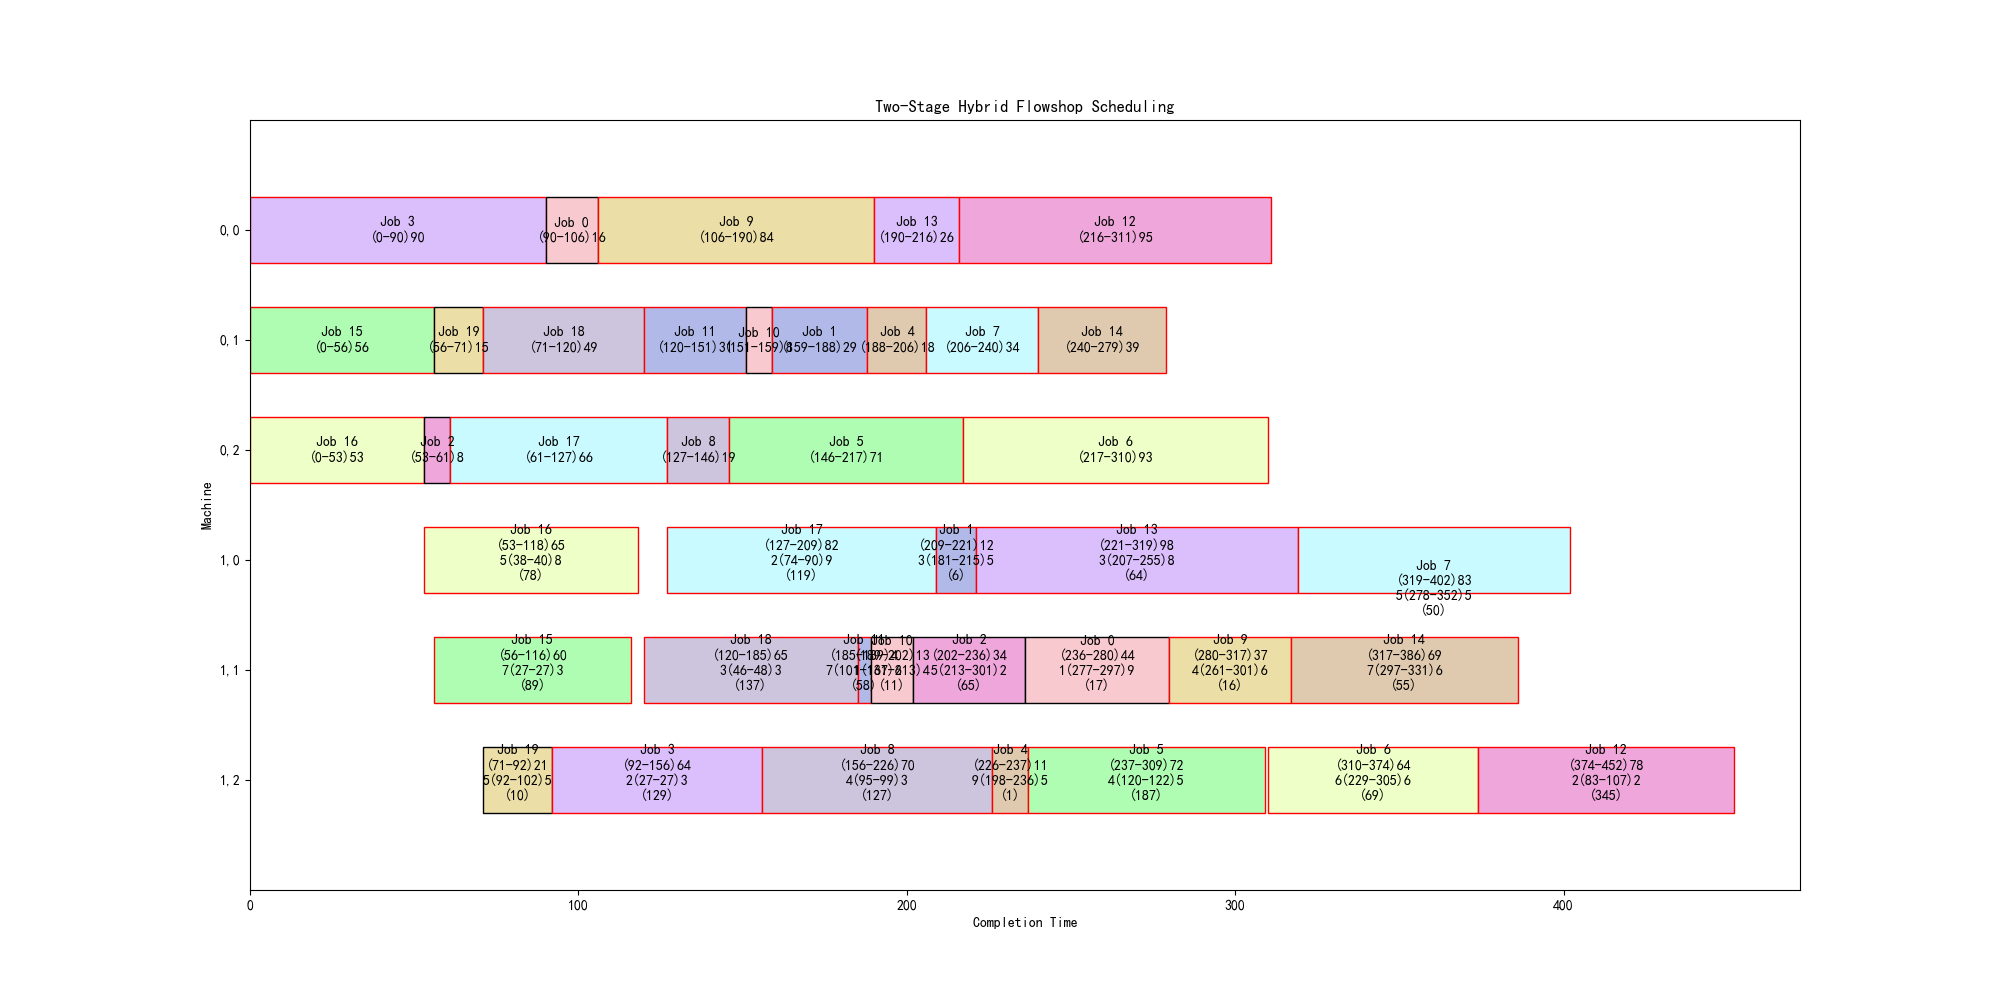 Two-Stage Hybrid Flowshop Scheduling
Machine
0,0
Job 3
(0-90)90
Job 0
(90-106)16
Job 9
(106-190)84
Job 13
(190-216)26
Job 12
(216-311)95
0,1
Job 15
(0-56)56
Job 19
(56-71)15
Job 18
(71-120)49
Job 11
(120-151)31
Job 10
(151-159)8
Job 1
(159-188)29
Job 4
(188-206)18
Job 7
(206-240)34
Job 14
(240-279)39
0,2
Job 16
(0-53)53
Job 2
(53-61)8
Job 17
(61-127)66
Job 8
(127-146)19
Job 5
(146-217)71
Job 6
(217-310)93
1,0
Job 16
(53-118)65
5(38-40)8
(78)
Job 17
(127-209)82
2(74-90)9
(119)
Job 1
(209-221)12
3(181-215)5
(6)
Job 13
(221-319)98
3(207-255)8
(64)
Job 7
(319-402)83
5(278-352)5
(50)
1,1
Job 15
(56-116)60
7(27-27)3
(89)
Job 18
(120-185)65
3(46-48)3
(137)
Job 11
(185-189)4
(58)
Job 10
(189-202)13
(11)
Job 2
(202-236)34
5(213-301)2
(65)
Job 0
(236-280)44
1(277-297)9
(17)
Job 9
(280-317)37
4(261-301)6
(16)
Job 14
(317-386)69
7(297-331)6
(55)
1,2
Job 19
(71-92)21
5(92-102)5
(10)
Job 3
(92-156)64
2(27-27)3
(129)
Job 8
(156-226)70
4(95-99)3
(127)
Job 4
(226-237)11
9(198-236)5
(1)
Job 5
(237-309)72
4(120-122)5
(187)
Job 6
(310-374)64
6(229-305)6
(69)
Job 12
(374-452)78
2(83-107)2
(345)
0
100
200
300
400
Completion Time